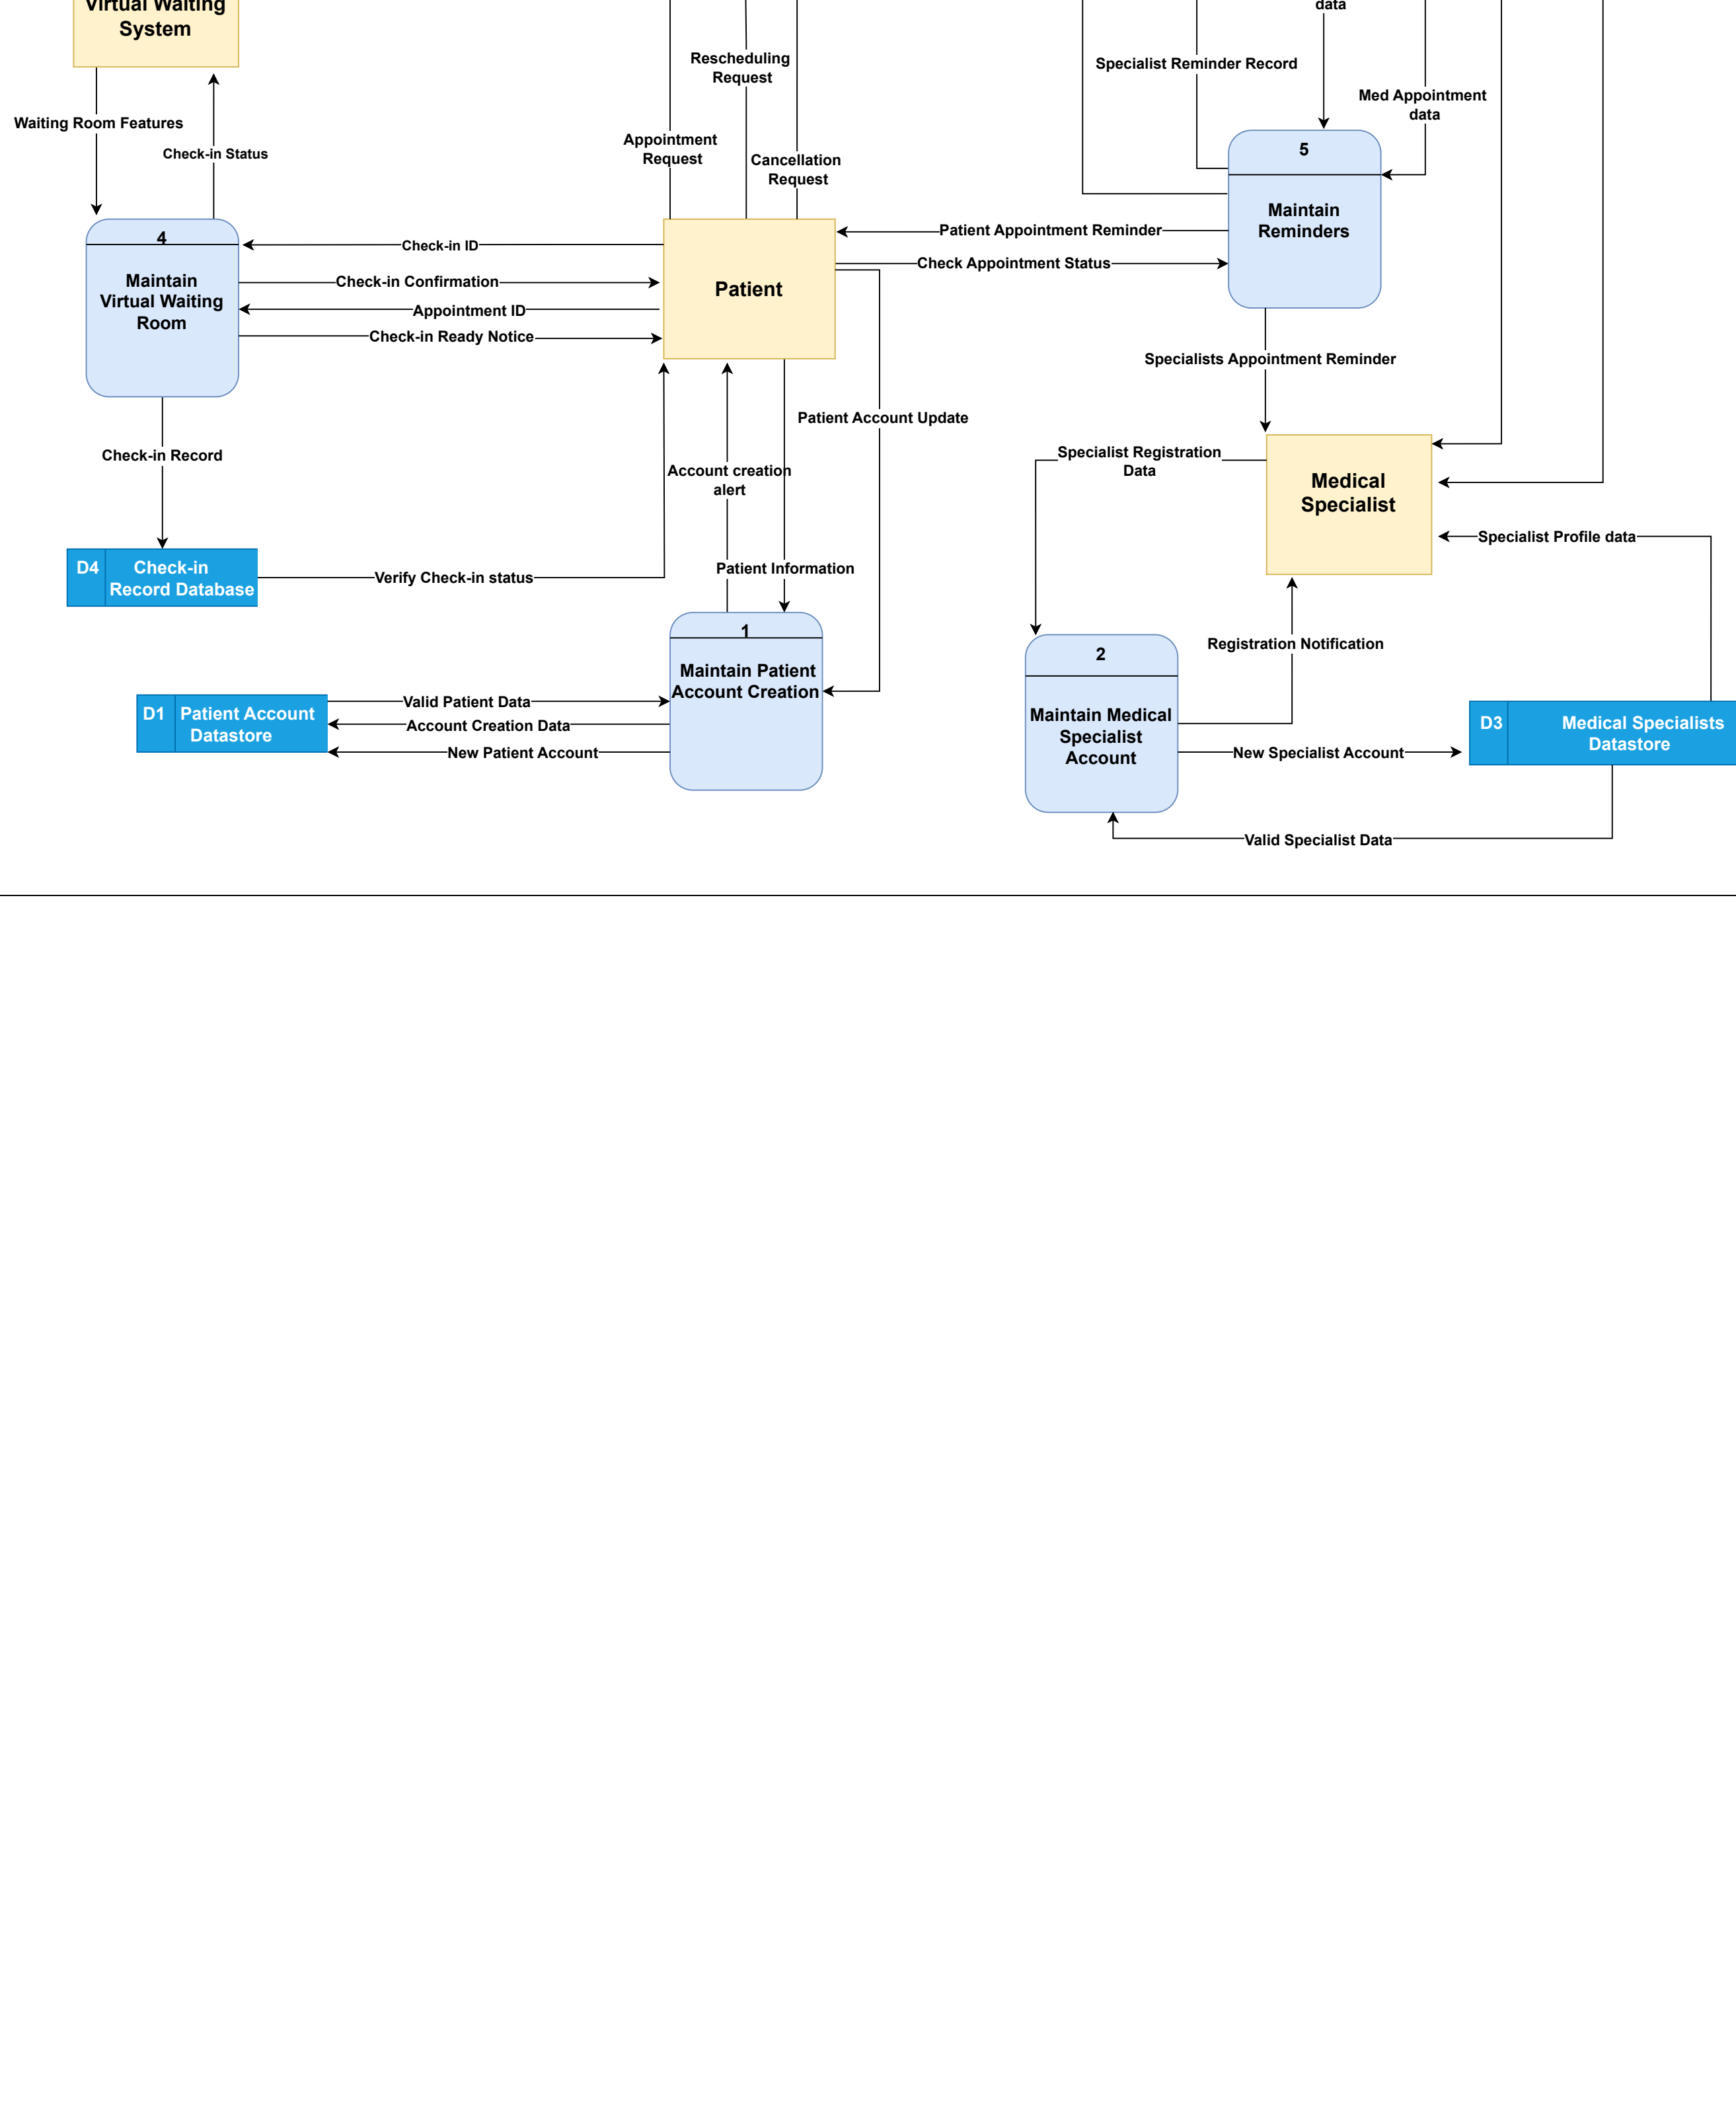 Virtual Waiting
System
data
Rescheduling
Request
Specialist Reminder Record
Med Appointment
data
Waiting Room Features
Check-in Status
Appointment
Request
Cancellation
Request
5
Maintain
Reminders
4
Maintain
Virtual Waiting
Room
Check-in ID
Check-in Confirmation
Appointment ID
Check-in Ready Notice
Patient
Patient Appointment Reminder
Check Appointment Status
Specialists Appointment Reminder
Patient Account Update
Check-in Record
Account creation
alert
Specialist Registration
Data
Medical
Specialist
Specialist Profile data
D4
Check-in
Record Database
Verify Check-in status
Patient Information
1
Maintain Patient
Account Creation
2
Maintain Medical
Specialist
Account
Registration Notification
D1
Patient Account
Datastore
Valid Patient Data
Account Creation Data
New Patient Account
New Specialist Account
D3
Medical Specialists
Datastore
Valid Specialist Data